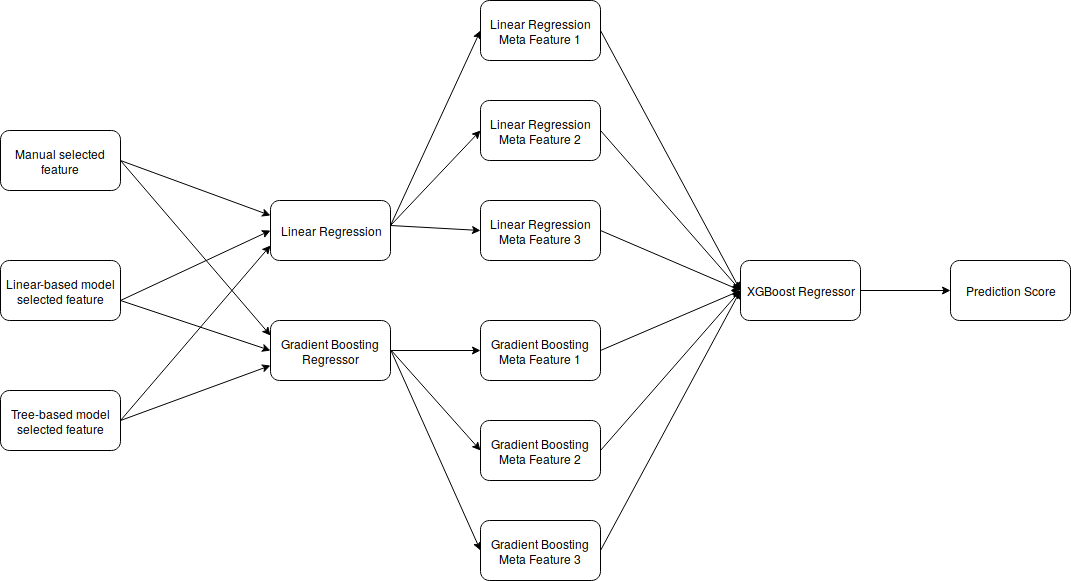 Manual selected
feature
Linear-based model
selected feature
Tree-based model
selected feature
Linear Regression
Gradient Boosting
Regressor
Linear Regression
Meta Feature 1
Linear Regression
Meta Feature 2
Linear Regression
Meta Feature 3
Gradient Boosting
Meta Feature 1
Gradient Boosting
Meta Feature 2
Gradient Boosting
Meta Feature 3
XGBoost Regressor
Prediction Score